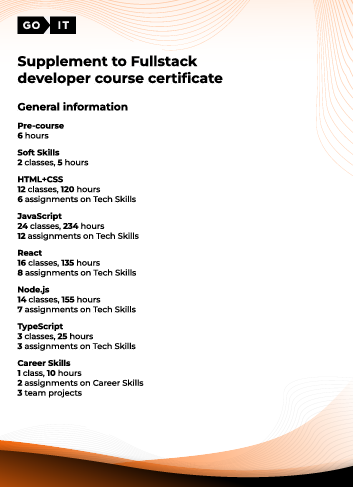 GO IT
Supplement to Fullstack
developer course certificate
General information
Pre-course
6 hours
Soft Skills
2 classes, 5 hours
HTML+CSS
12 classes, 120 hours
6 assignments on Tech Skills
JavaScript
24 classes, 234 hours
12 assignments on Tech Skills
React
16 classes, 135 hours
8 assignments on Tech Skills
Node.js
14 classes, 155 hours
7 assignments on Tech Skills
TypeScript
3 classes, 25 hours
3 assignments on Tech Skills
Career Skills
1 class, 10 hours
2 assignments on Career Skills
3 team projects